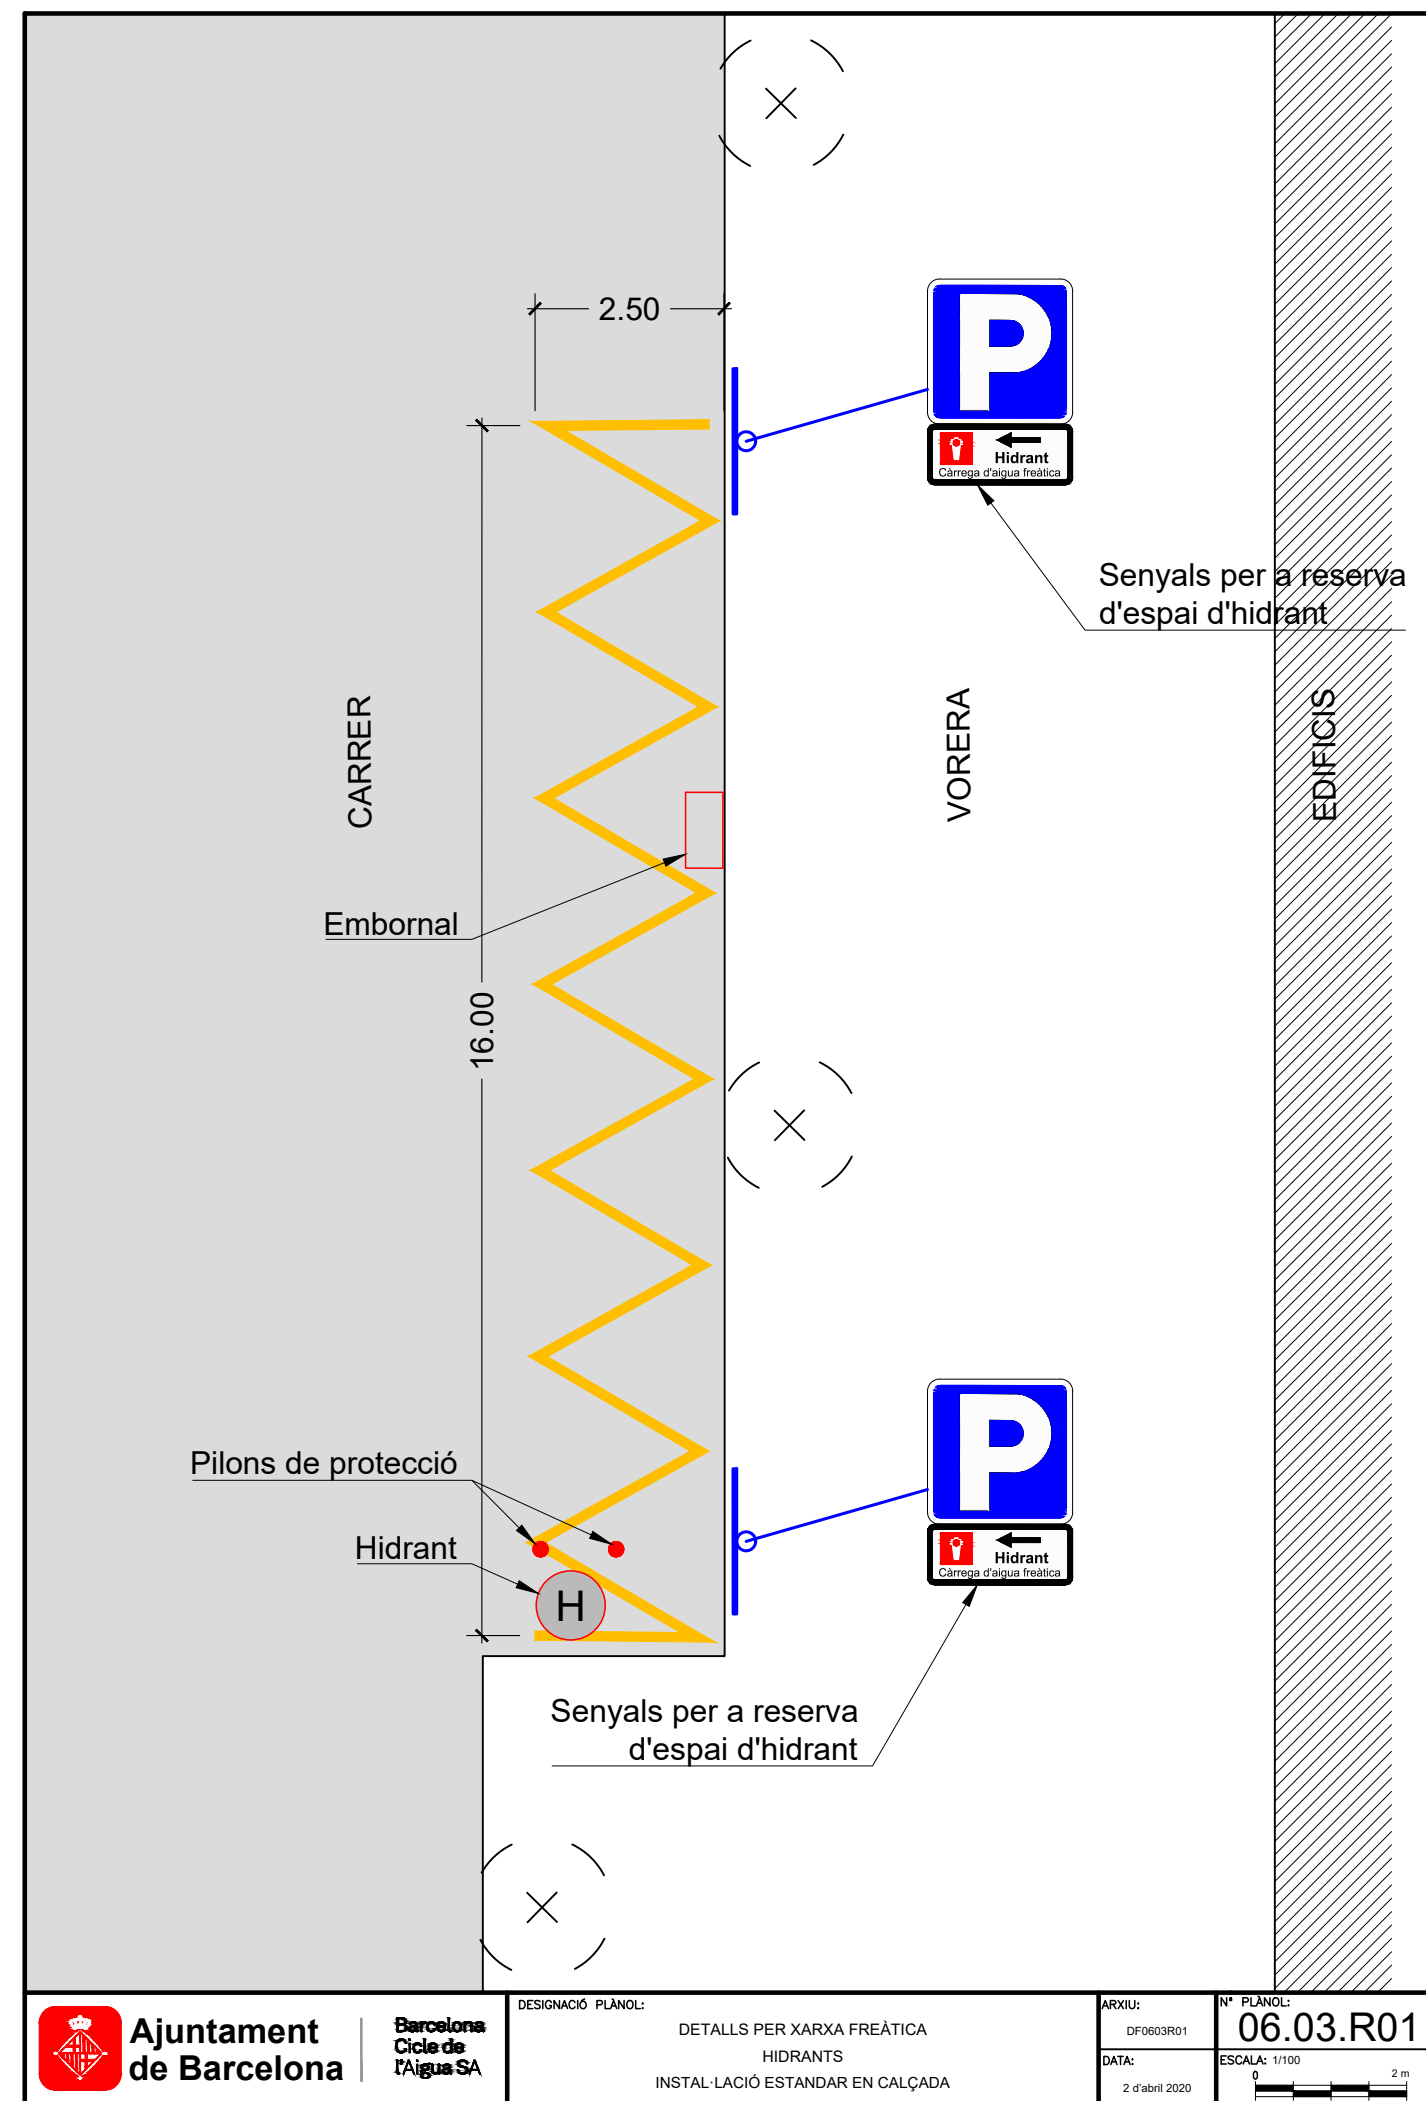 2.50
P
Hidrant
Càrrega d'aigua freàtica
Senyals per a reserva
d'espai d'hidrant
CARRER
VORERA
EDIFICIS
Embornal
16.00
Pilons de protecció
Hidrant
H
P
Hidrant
Càrrega d'aigua freàtica
Senyals per a reserva
d'espai d'hidrant
Ajuntament
de Barcelona
Barcelona
Cicle de
l'Aigua SA
DESIGNACIÓ PLÀNOL:
DETALLS PER XARXA FREÀTICA
HIDRANTS
INSTAL·LACIÓ ESTANDAR EN CALÇADA
ARXIU:
DF0603R01
DATA:
2 d'abril 2020
Nº PLÀNOL:
06.03.R01
ESCALA: 1/100
0 2 m